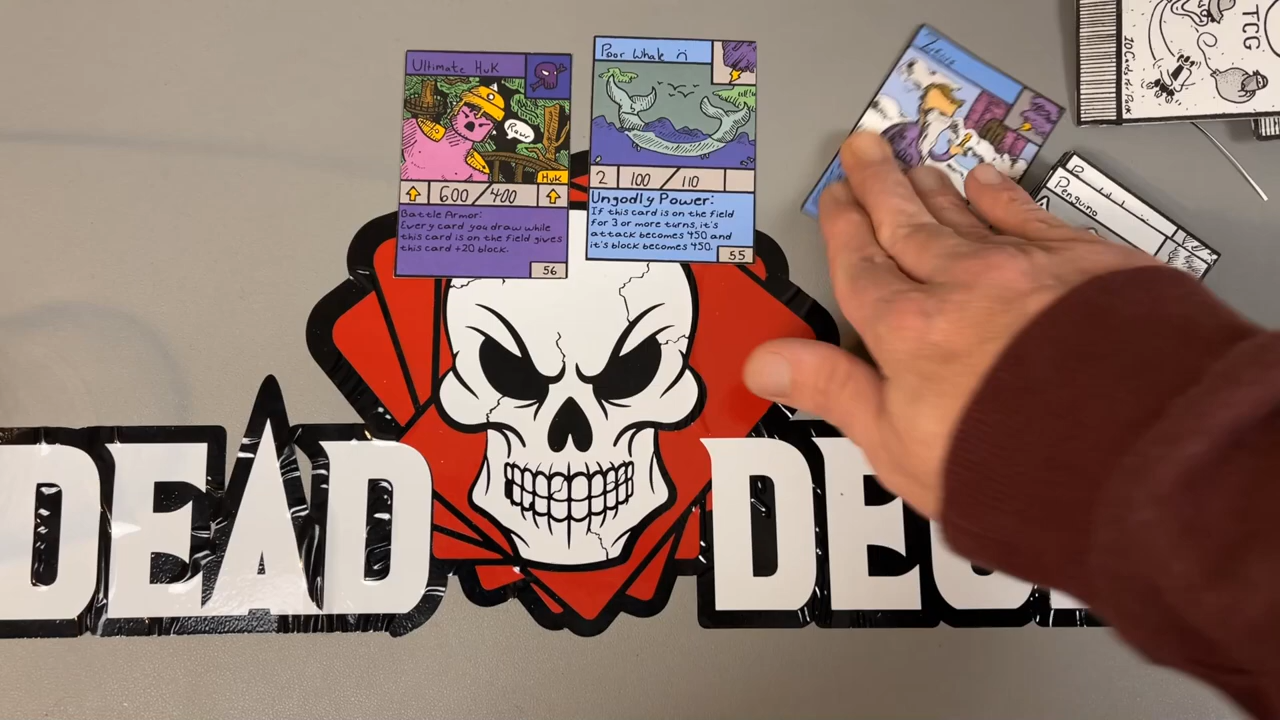 Ultimate Huk
Rawr
Huk
600/400
Battle Armor:
Every card you draw while
this card is on the field gives
this card +20 block.
56
Poor Whale :(
2 100/110
Ungodly Power:
If this card is on the field
for 3 or more turns, it's
attack becomes 450 and
it's block becomes 450.
55
TCG
10 Cards Per Pack
Penguino
DEAD